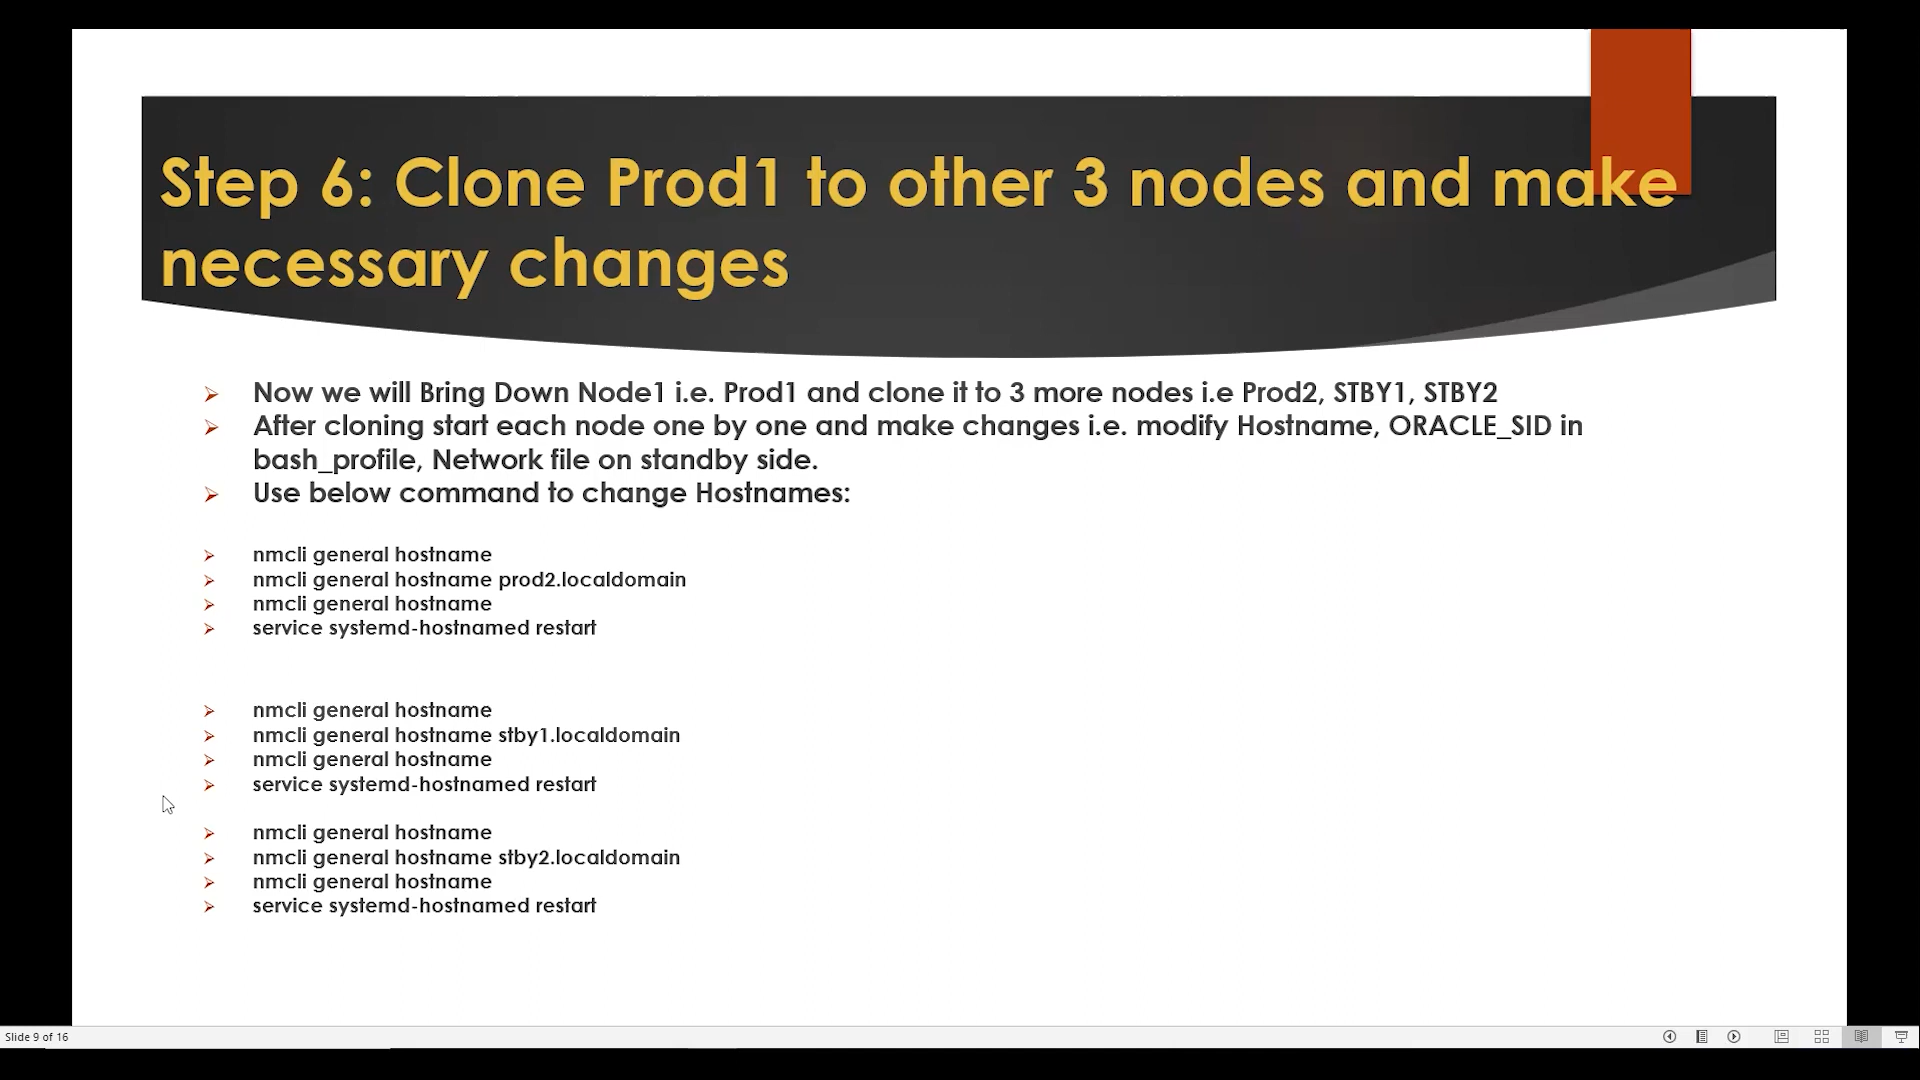 Step 6: Clone Prod1 to other 3 nodes and make
necessary changes
Now we will Bring Down Node1 i.e. Prod1 and clone it to 3 more nodes i.e Prod2, STBY1, STBY2
After cloning start each node one by one and make changes i.e. modify Hostname, ORACLE_SID in
bash_profile, Network file on standby side.
Use below command to change Hostnames:
nmcli general hostname
nmcli general hostname prod2.localdomain
nmcli general hostname
service systemd-hostnamed restart
nmcli general hostname
nmcli general hostname stby1.localdomain
nmcli general hostname
service systemd-hostnamed restart
nmcli general hostname
nmcli general hostname stby2.localdomain
nmcli general hostname
service systemd-hostnamed restart
Slide 9 of 16